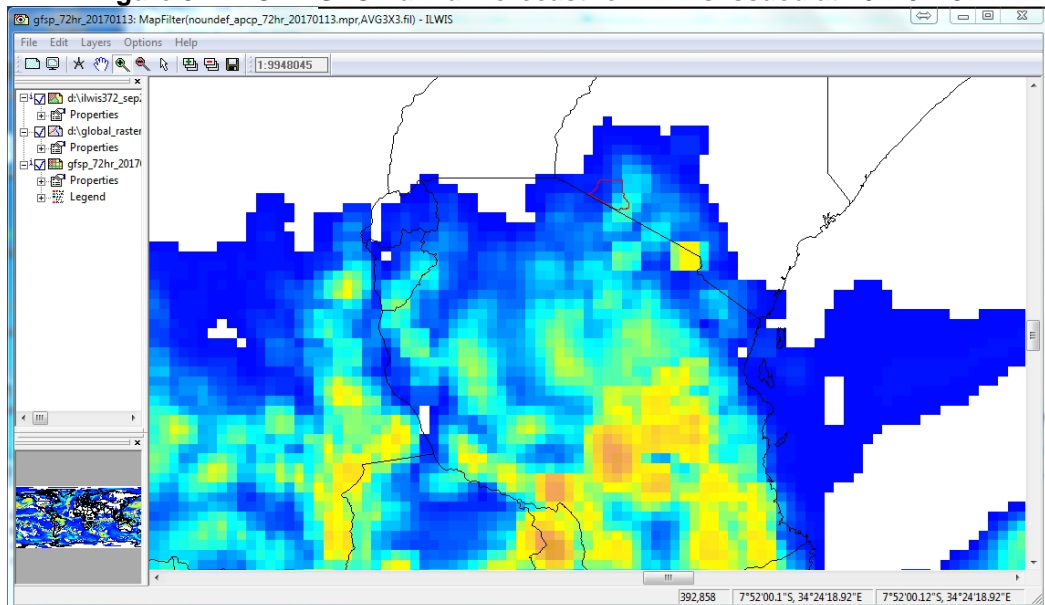 gfsp_72hr_20170113: MapFilter(noundef_apcp_72hr_20170113.mpr,AVG3X3.fil) - ILWIS
File Edit Layers Options Help
1:9948045
d:\ilwis372_sep
Properties
d:\global_raster
Properties
gfsp_72hr_2017
Properties
Legend
392,858 7°52'00.1"S, 34°24'18.92"E 7°52'00.12"S, 34°24'18.92"E